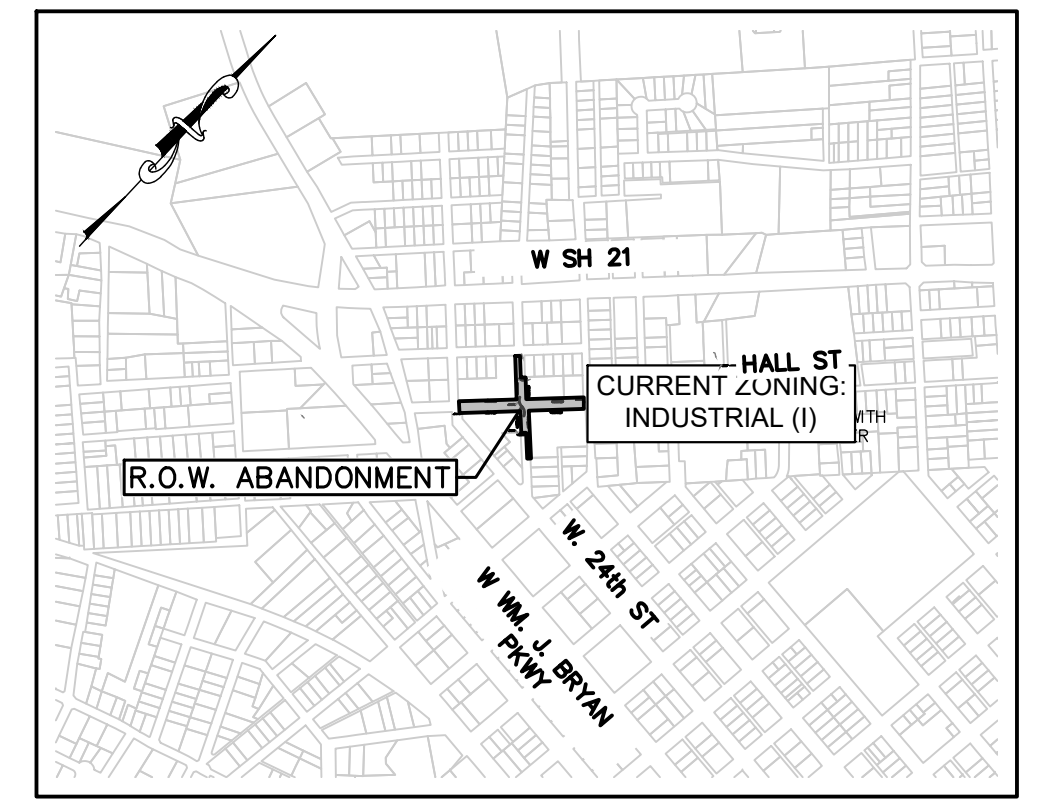 W SH 21
HALL ST
CURRENT ZONING:
INDUSTRIAL (I)
R.O.W. ABANDONMENT
W. 24th ST
W WM. J. BRYAN
PKWY